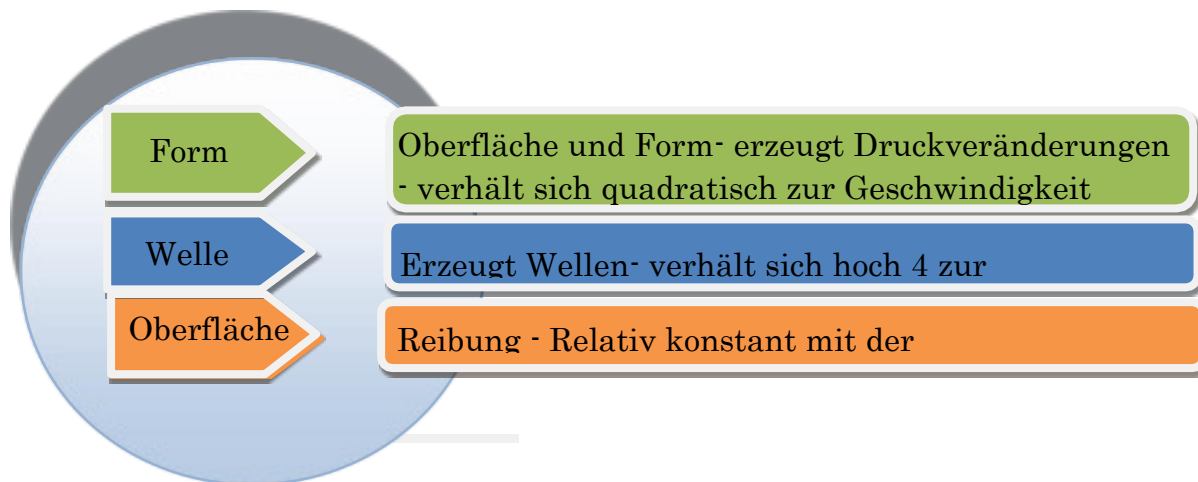 Form
Oberfläche und Form- erzeugt Druckveränderungen
- verhält sich quadratisch zur Geschwindigkeit
Welle
Erzeugt Wellen- verhält sich hoch 4 zur
Oberfläche
Reibung - Relativ konstant mit der